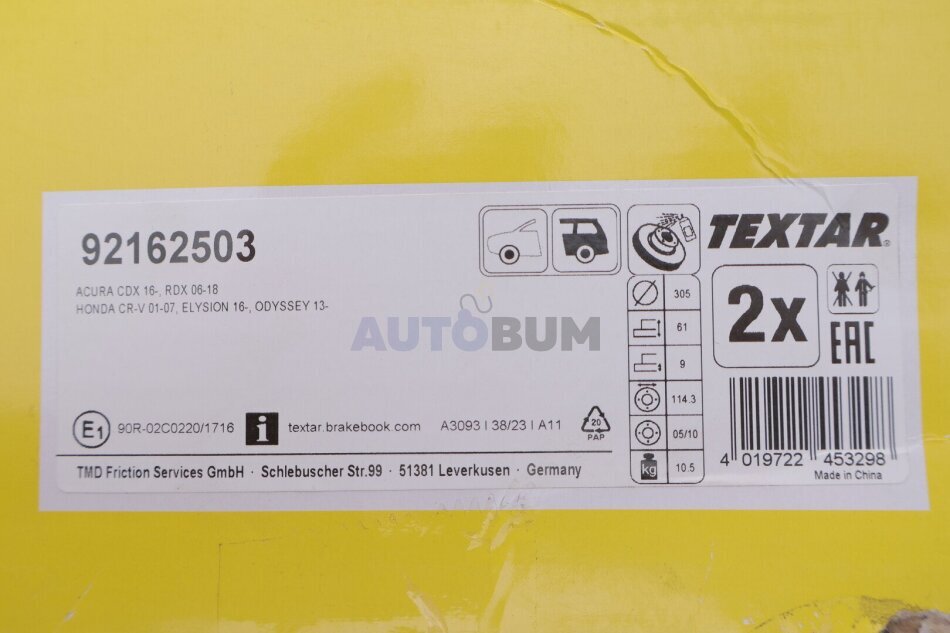 92162503
ACURA CDX 16-, RDX 06-18
HONDA CR-V 01-07, ELYSION 16-, ODYSSEY 13-
AUTOBUM
TEXTAR®
305
61
9
114.3
05/10
kg 10.5
2x
EAC
E1 90R-02C0220/1716
i textar.brakebook.com
A3093 | 38/23 | A11
20
PAP
4 019722 453298
Made in China
TMD Friction Services GmbH · Schlebuscher Str.99 · 51381 Leverkusen · Germany